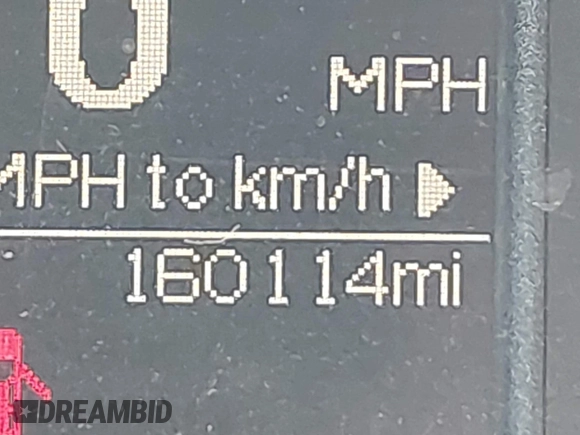 0
MPH
MPH to km/h
160114mi
DREAMBID